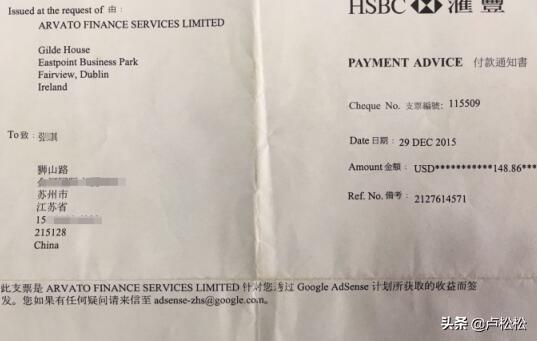 Issued at the request of 由：
ARVATO FINANCE SERVICES LIMITED
Gilde House
Eastpoint Business Park
Fairview, Dublin
Ireland
To 致：
狮山路
苏州市
江苏省
15
215128
China
HSBC 滙豐
PAYMENT ADVICE 付款通知書
Cheque No. 支票編號： 115509
Date 日期： 29 DEC 2015
Amount 金額： USD***********148.86***
Ref. No. 備考： 2127614571
此支票是 ARVATO FINANCE SERVICES LIMITED 针对您透过 Google AdSense 计划所获取的收益而签
发。您如果有任何疑问请来信至 adsense-zhs@google.com。
头条 @卢松松